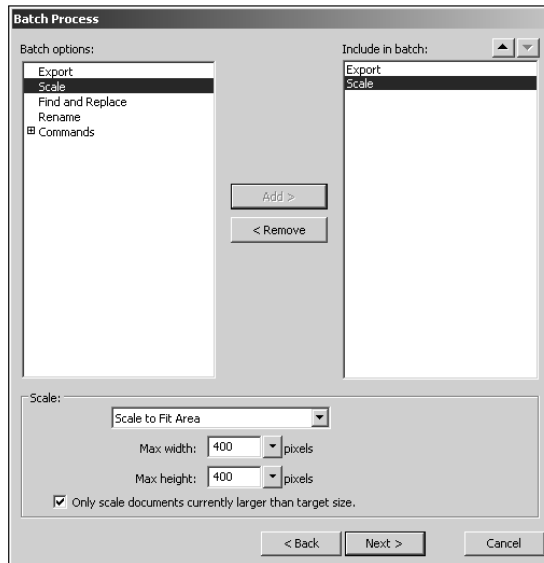 Batch Process
Batch options:
Include in batch:
Export
Scale
Find and Replace
Rename
Commands
Export
Scale
Add >
< Remove
Scale:
Scale to Fit Area
Max width: 400 pixels
Max height: 400 pixels
Only scale documents currently larger than target size.
< Back Next > Cancel